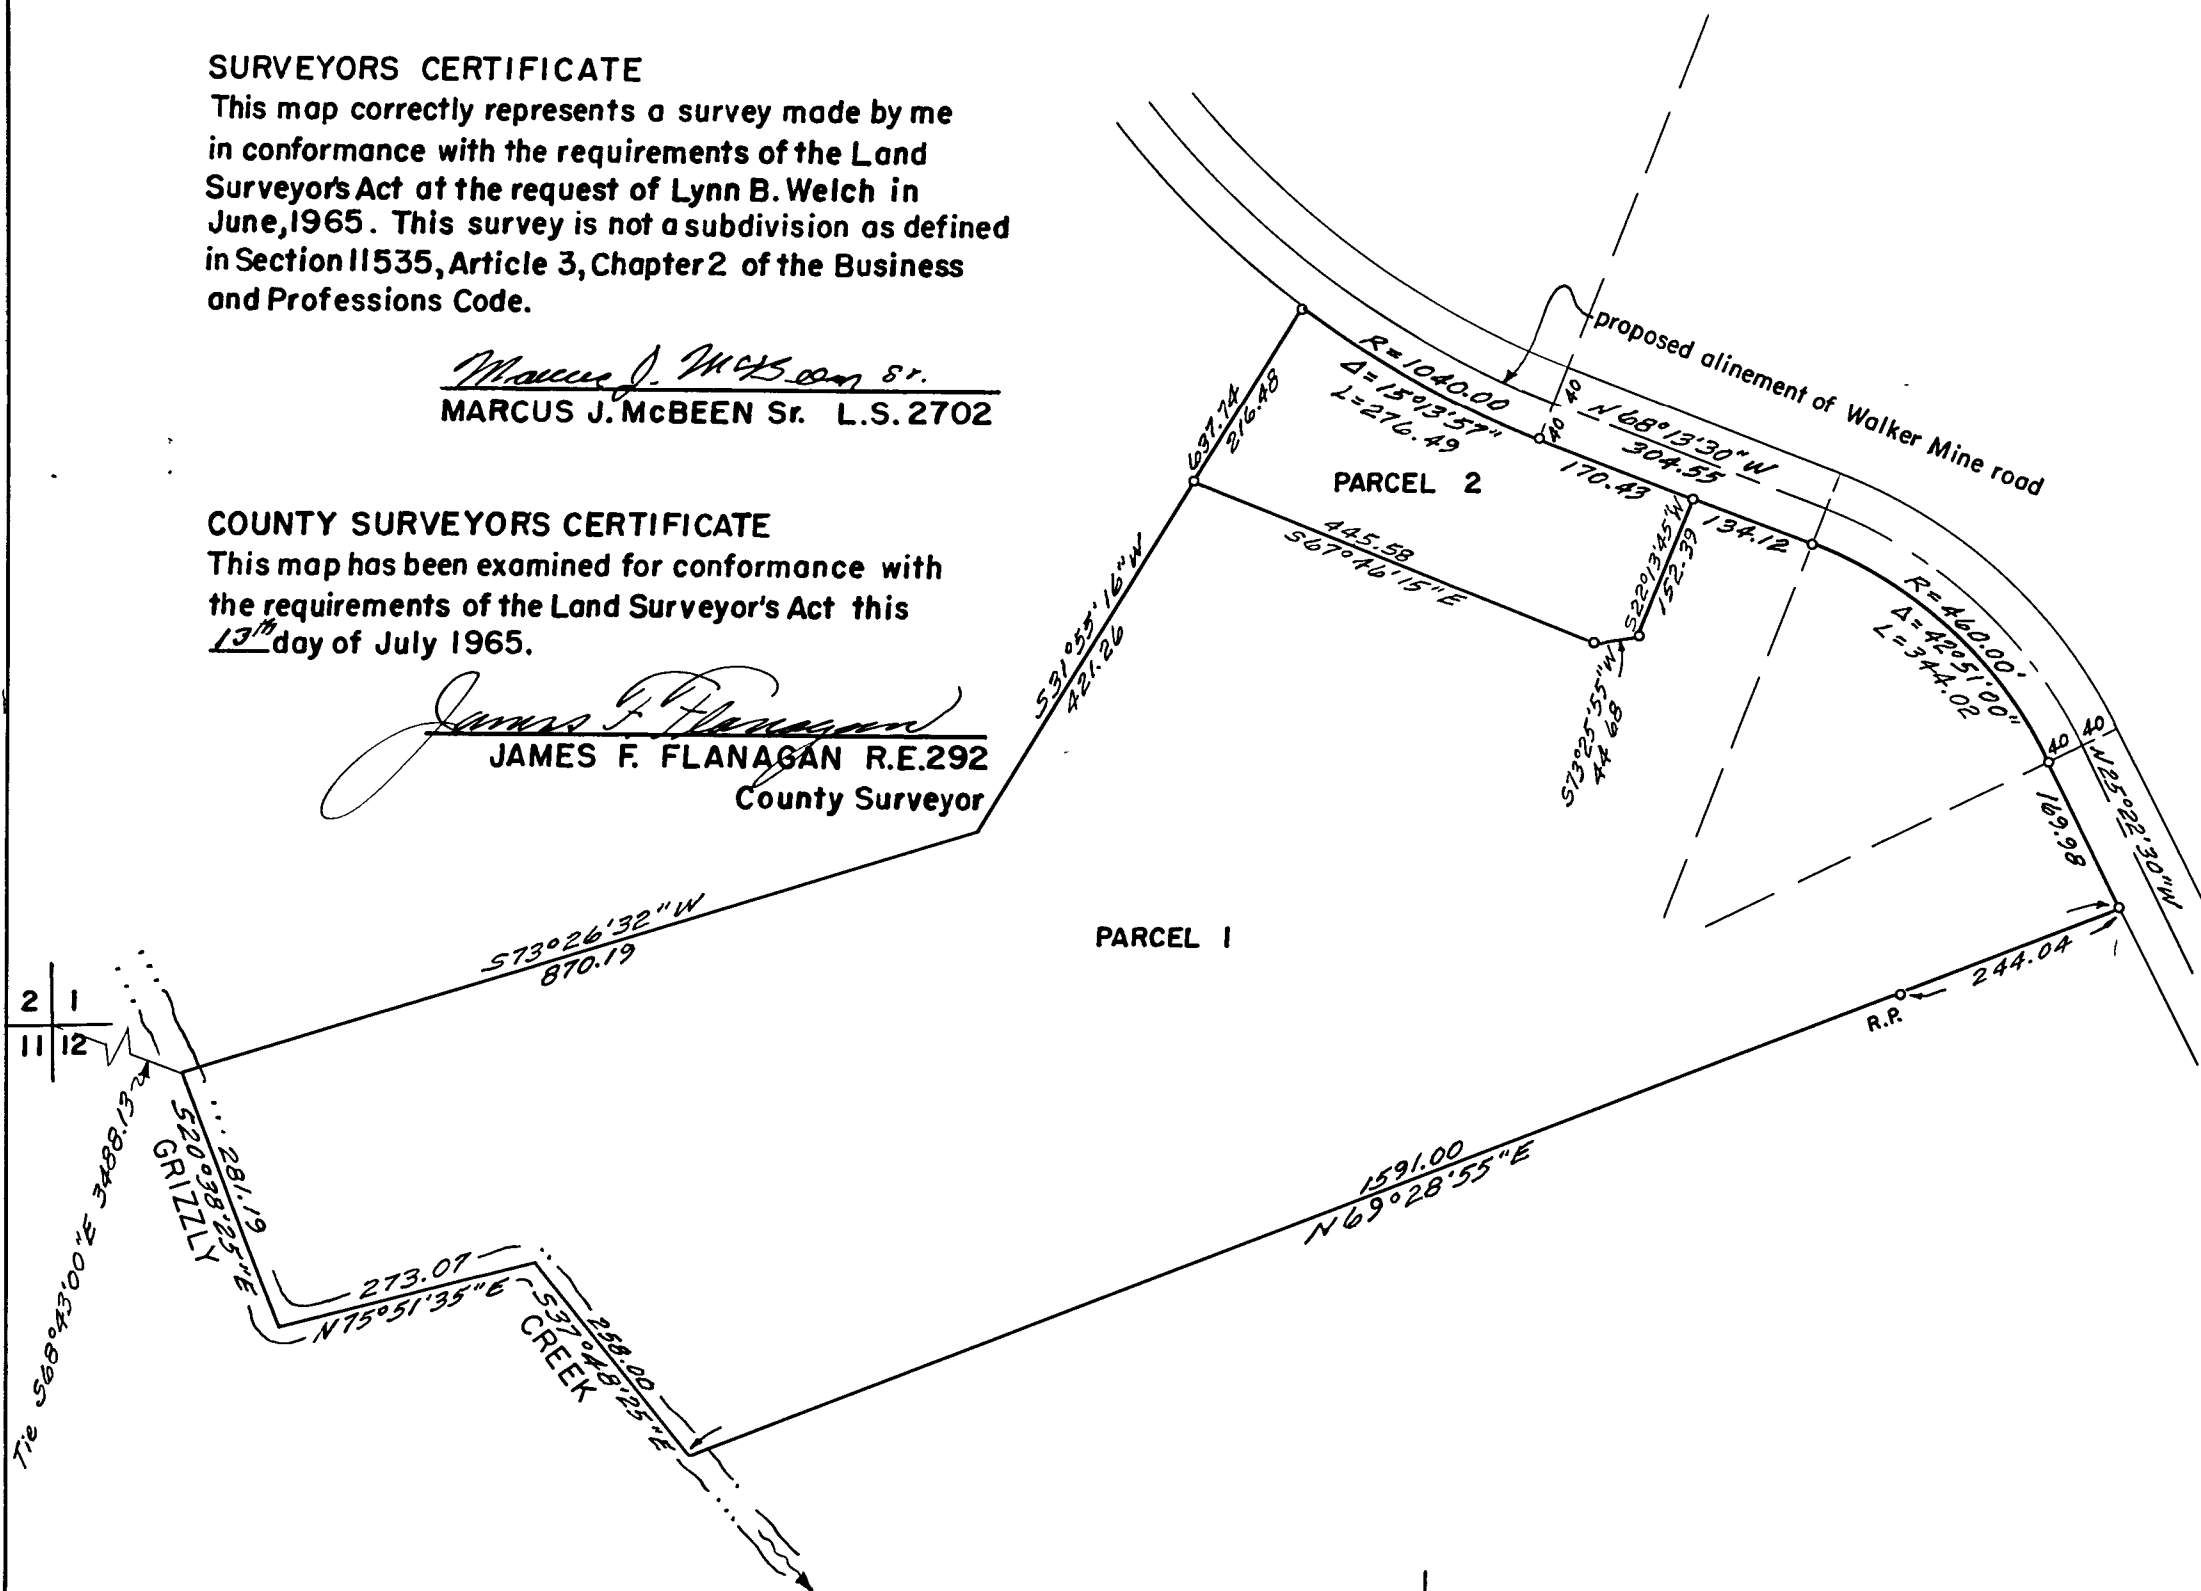 SURVEYORS CERTIFICATE
This map correctly represents a survey made by me
in conformance with the requirements of the Land
Surveyor's Act at the request of Lynn B. Welch in
June, 1965. This survey is not a subdivision as defined
in Section 11535, Article 3, Chapter 2 of the Business
and Professions Code.
Marcus J. McBeen Sr.
MARCUS J. McBEEN Sr. L.S. 2702
COUNTY SURVEYORS CERTIFICATE
This map has been examined for conformance with
the requirements of the Land Surveyor's Act this
13th day of July 1965.
James F. Flanagan
JAMES F. FLANAGAN R.E.292
County Surveyor
proposed alinement of Walker Mine road
R=1040.00
Δ=15°13'57"
L=276.49
40
40
N68°13'30"W
304.55
170.43
134.12
637.74
216.48
PARCEL 2
445.58
S67°46'15"E
S22°13'45"W
152.39
S73°25'55"W
44 68
R=460.00'
Δ=42°51'00"
L=344.02
40
40
N25°22'30"W
169.98
S31°55'16"W
421.26
S73°26'32"W
870.19
PARCEL 1
244.04
R.P.
1591.00
N69°28'55"E
2 1
11 12
Tie S68°43'00"E 3488.13
281.19
S20°38'25"E
GRIZZLY
273.07
N75°51'35"E
258.00
S37°48'25"E
CREEK